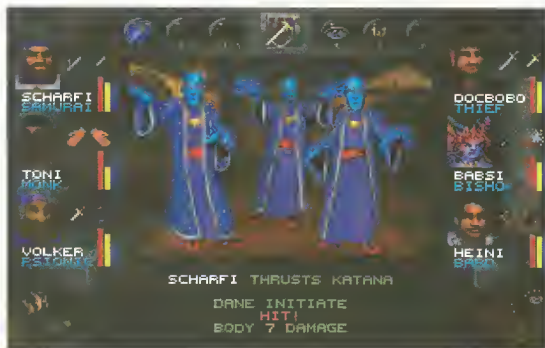 SCHARFI
SAMURAI
TONI
MONK
VOLKER
PSIONIC
DOCBOBO
THIEF
BABSI
BISHO
HEINI
BARD
SCHARFI THRUSTS KATANA
DANE INITIATE
HIT!
BODY 7 DAMAGE